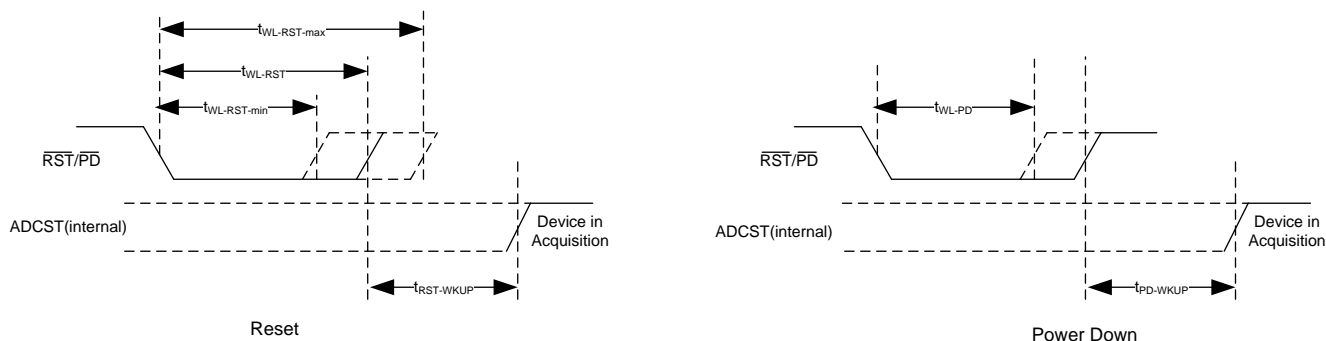 tWL-RST-max
tWL-RST
tWL-RST-min
RST/PD
ADCST(internal)
Device in
Acquisition
tRST-WKUP
Reset
tWL-PD
RST/PD
ADCST(internal)
Device in
Acquisition
tPD-WKUP
Power Down